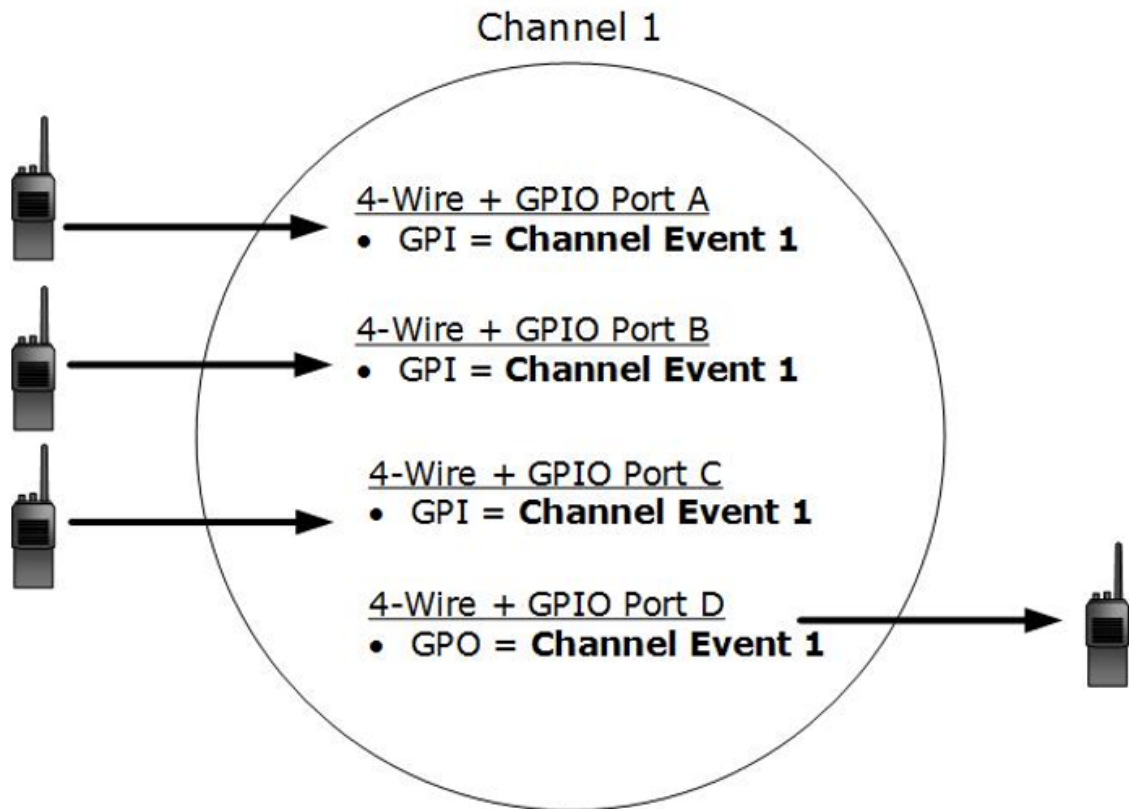 Channel 1
4-Wire + GPIO Port A
• GPI = Channel Event 1
4-Wire + GPIO Port B
• GPI = Channel Event 1
4-Wire + GPIO Port C
• GPI = Channel Event 1
4-Wire + GPIO Port D
• GPO = Channel Event 1